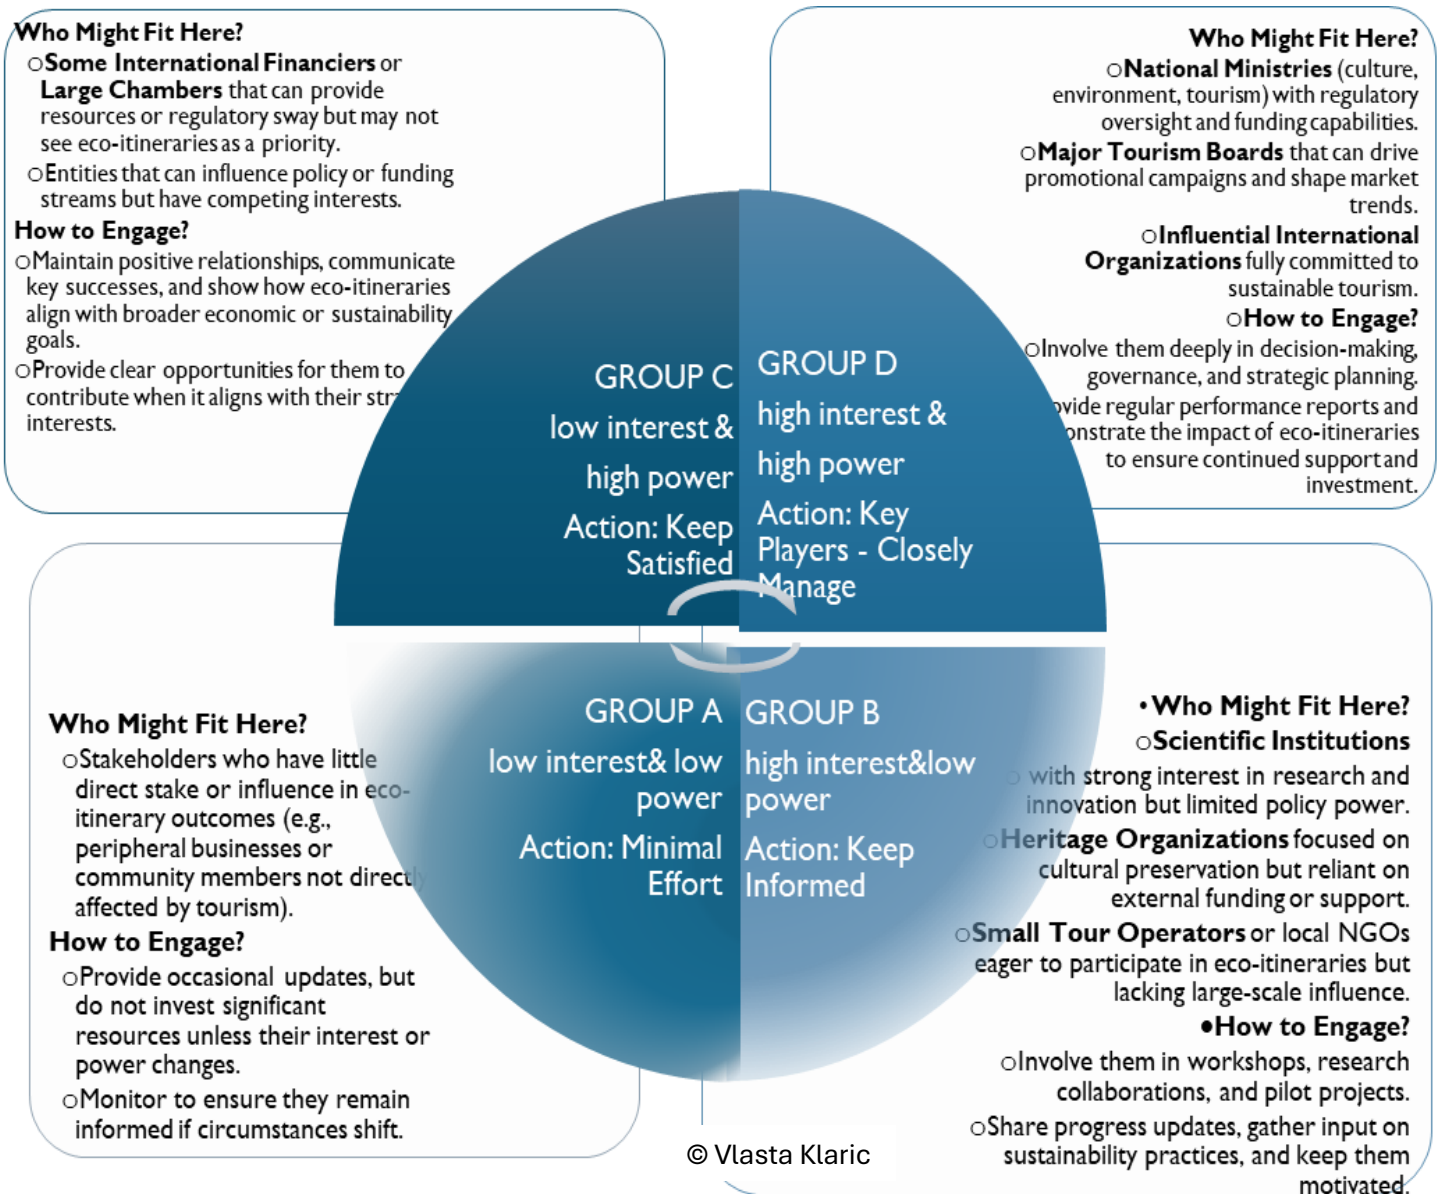 Who Might Fit Here?
○Some International Financiers or
Large Chambers that can provide
resources or regulatory sway but may not
see eco-itineraries as a priority.
○Entities that can influence policy or funding
streams but have competing interests.
How to Engage?
○Maintain positive relationships, communicate
key successes, and show how eco-itineraries
align with broader economic or sustainability
goals.
○Provide clear opportunities for them to
contribute when it aligns with their
interests.
Who Might Fit Here?
○National Ministries (culture,
environment, tourism) with regulatory
oversight and funding capabilities.
○Major Tourism Boards that can drive
promotional campaigns and shape market
trends.
○Influential International
Organizations fully committed to
sustainable tourism.
○How to Engage?
○Involve them deeply in decision-making,
governance, and strategic planning.
regular performance reports and
the impact of eco-itineraries
to ensure continued support and
investment.
GROUP C
low interest &
high power
Action: Keep
Satisfied
GROUP D
high interest &
high power
Action: Key
Players - Closely
Manage
GROUP A
low interest& low
power
Action: Minimal
Effort
GROUP B
high interest&low
power
Action: Keep
Informed
Who Might Fit Here?
○Stakeholders who have little
direct stake or influence in eco-
itinerary outcomes (e.g.,
peripheral businesses or
community members not directly
affected by tourism).
How to Engage?
○Provide occasional updates, but
do not invest significant
resources unless their interest or
power changes.
○Monitor to ensure they remain
informed if circumstances shift.
•Who Might Fit Here?
○Scientific Institutions
○ with strong interest in research and
innovation but limited policy power.
○Heritage Organizations focused on
cultural preservation but reliant on
external funding or support.
○Small Tour Operators or local NGOs
eager to participate in eco-itineraries but
lacking large-scale influence.
•How to Engage?
○Involve them in workshops, research
collaborations, and pilot projects.
○Share progress updates, gather input on
sustainability practices, and keep them
motivated.
© Vlasta Klaric